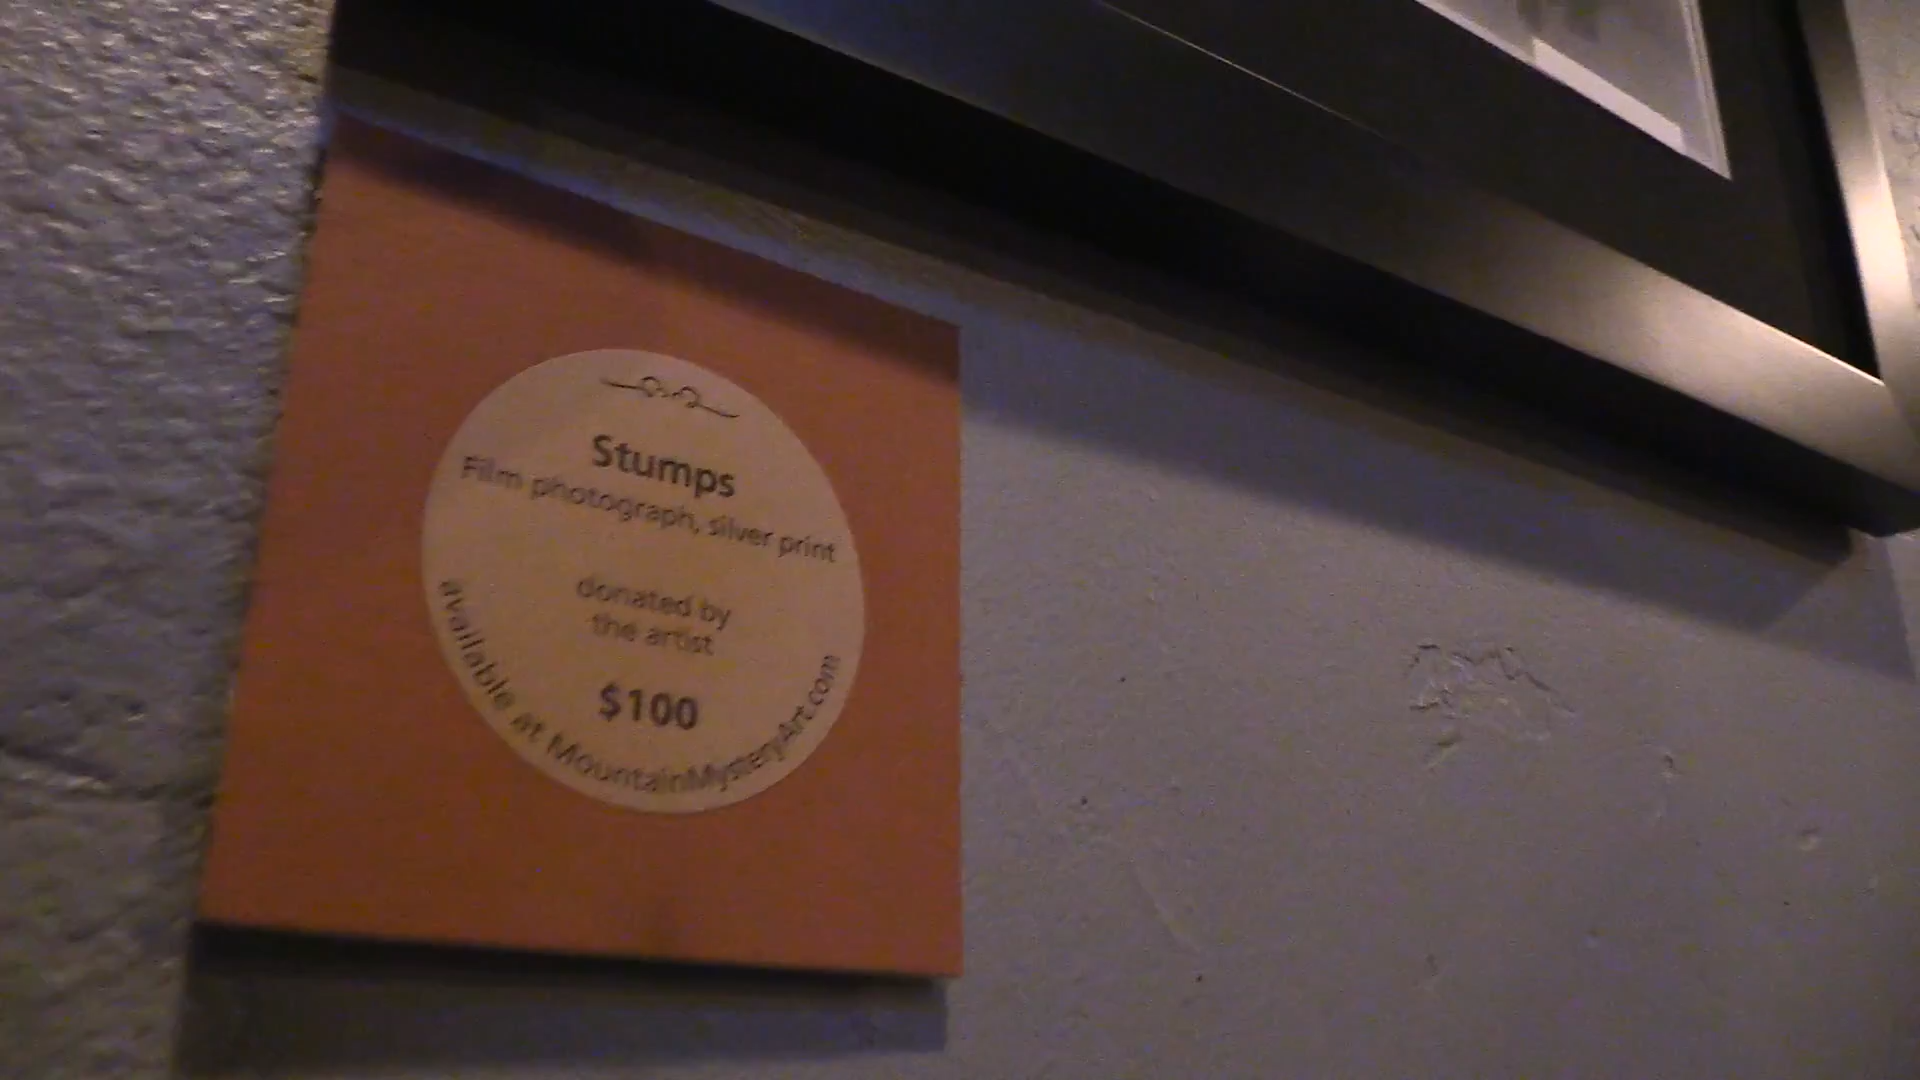 Stumps
Film photograph, silver print
donated by
the artist
$100
available at MountainMysteryArt.com